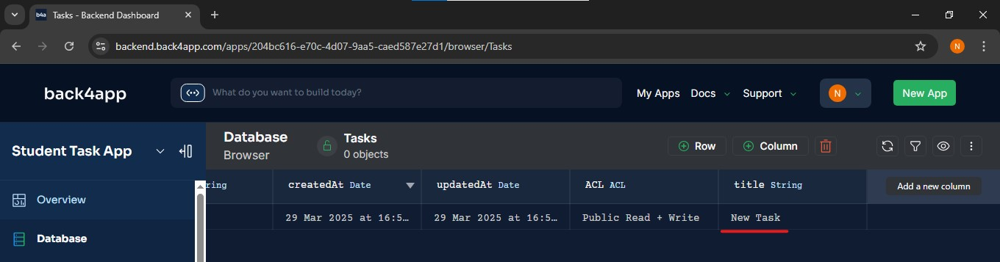 b4a Tasks - Backend Dashboard
backend.back4app.com/apps/204bc616-e70c-4d07-9aa5-caed587e27d1/browser/Tasks
N
back4app
What do you want to build today?
My Apps Docs Support
N
New App
Student Task App
Overview
Database
Database
Browser
Tasks
0 objects
Row
Column
ring createdAt Date updatedAt Date ACL ACL title String Add a new column
29 Mar 2025 at 16:5… 29 Mar 2025 at 16:5… Public Read + Write New Task